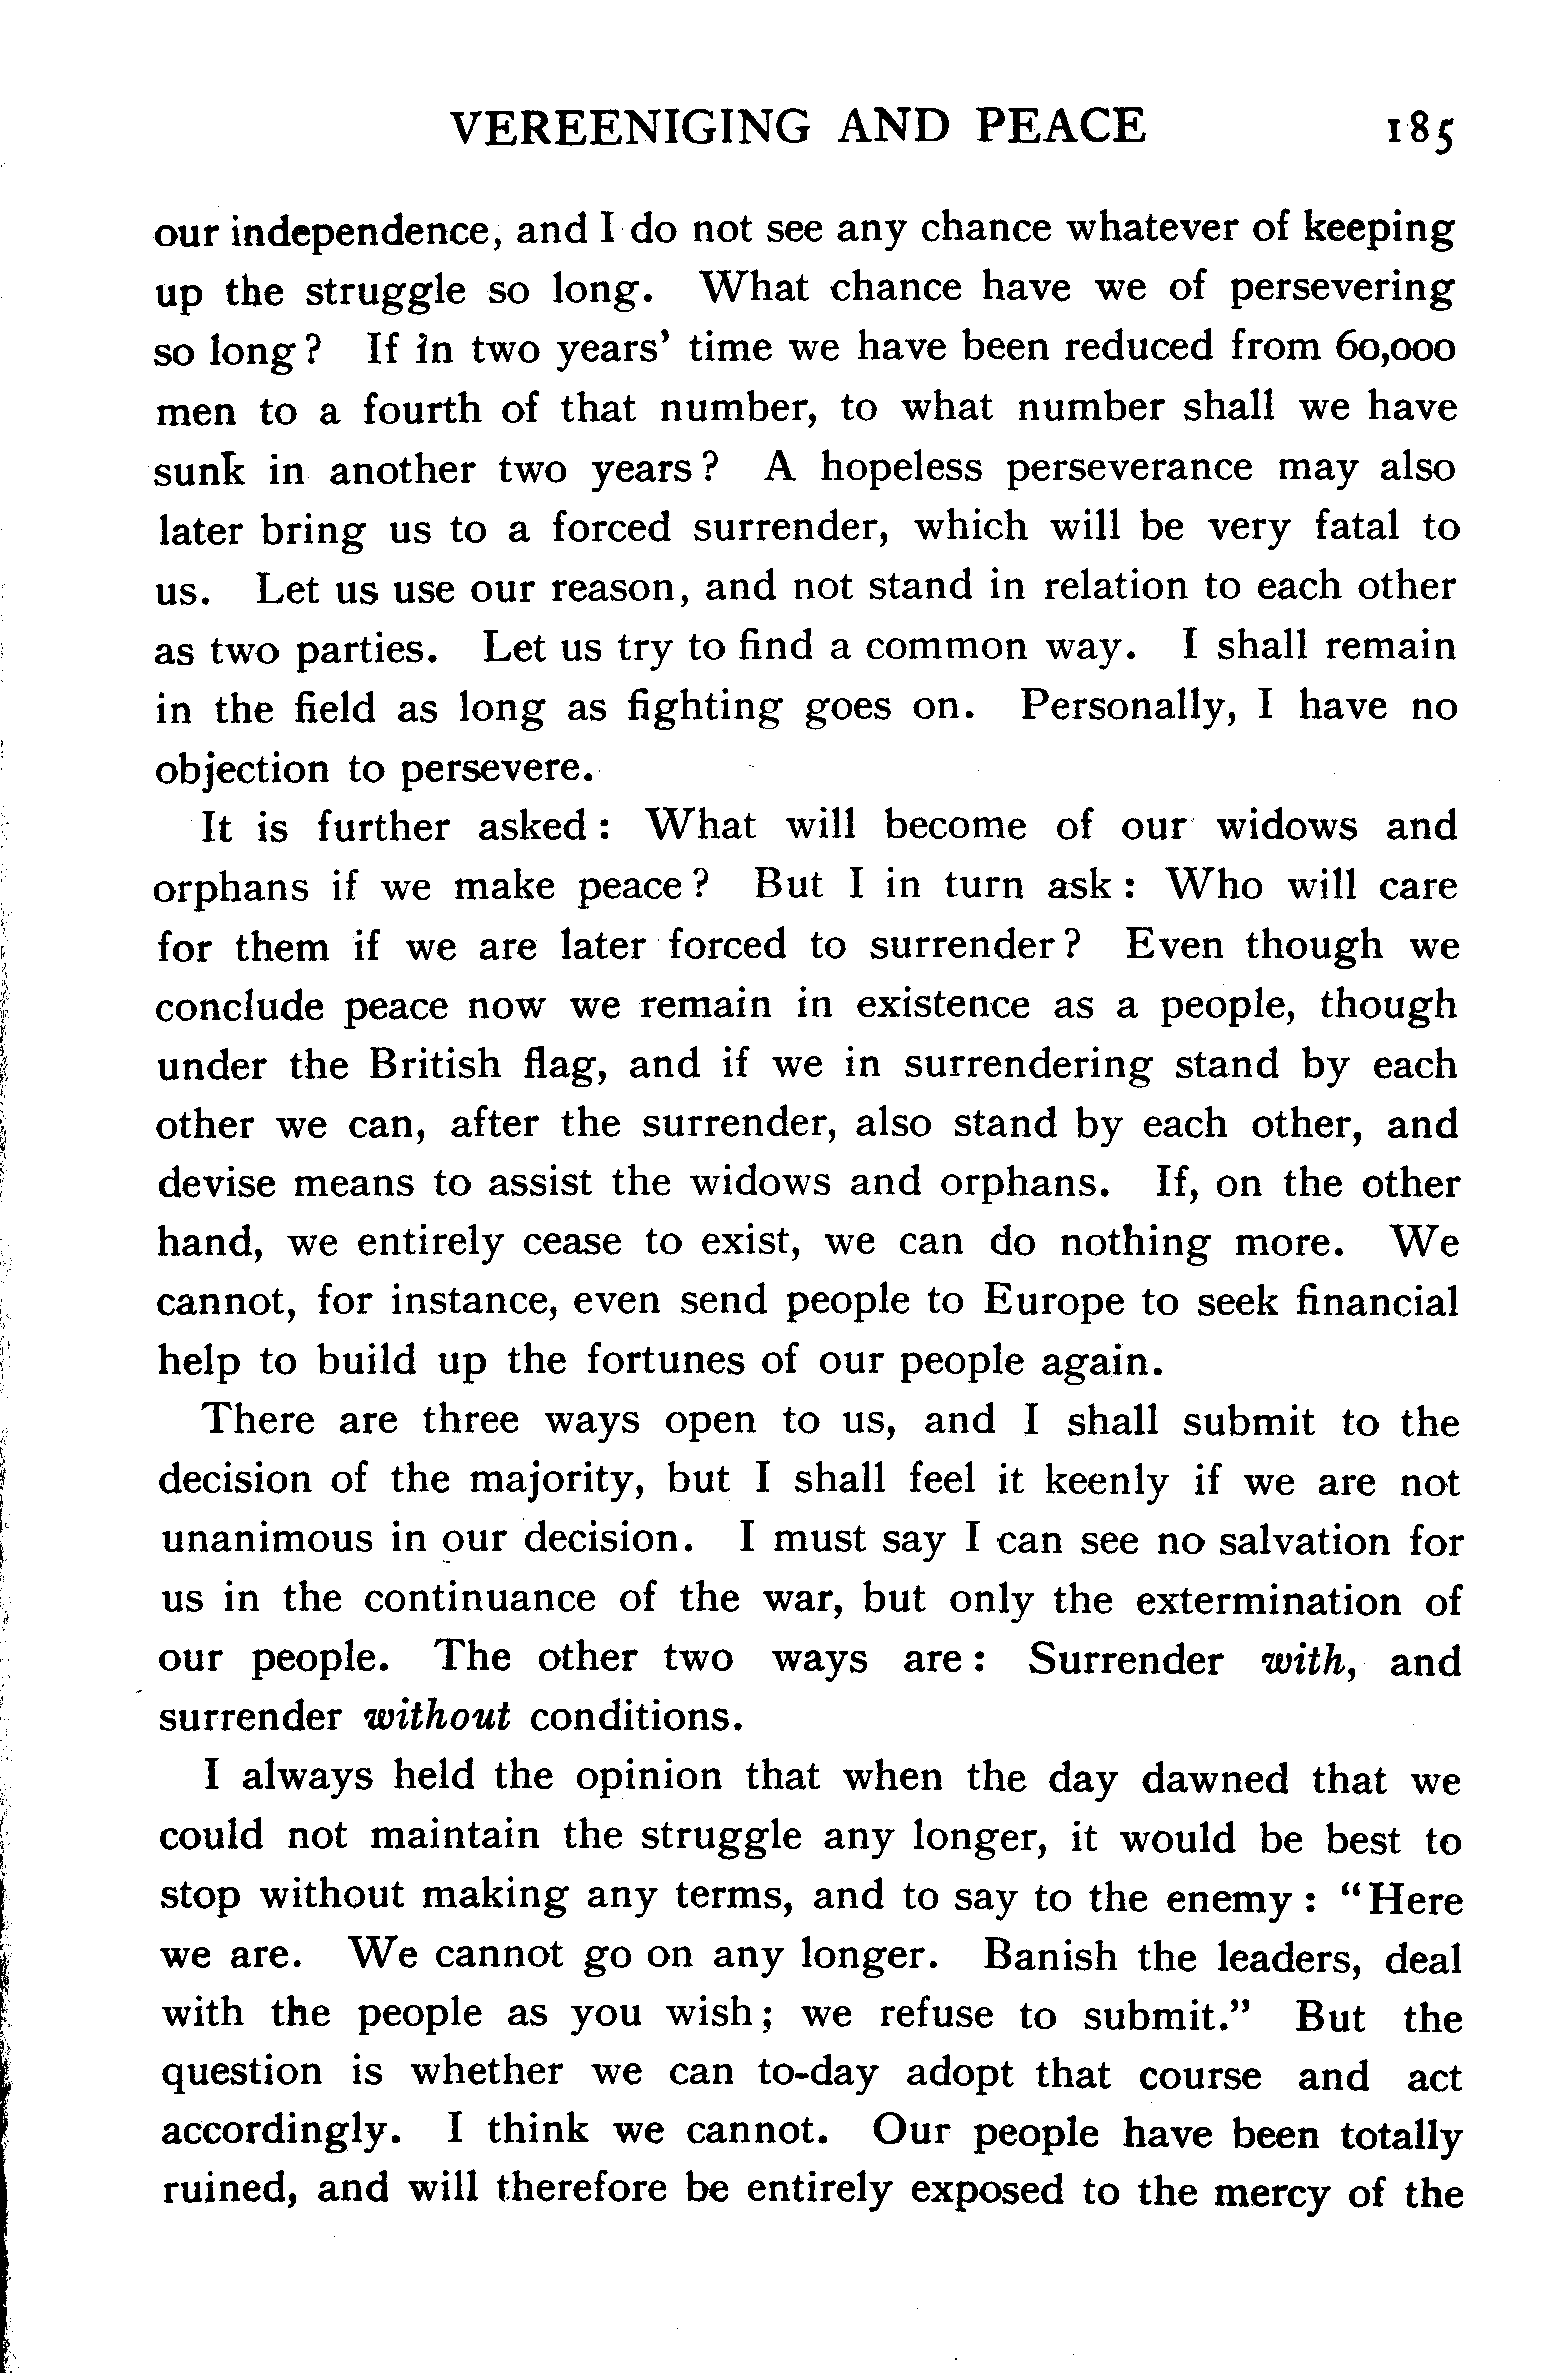 VEREENIGING AND PEACE 185
our independence, and I do not see any chance whatever of keeping
up the struggle so long. What chance have we of persevering
so long? If in two years' time we have been reduced from 60,000
men to a fourth of that number, to what number shall we have
sunk in another two years? A hopeless perseverance may also
later bring us to a forced surrender, which will be very fatal to
us. Let us use our reason, and not stand in relation to each other
as two parties. Let us try to find a common way. I shall remain
in the field as long as fighting goes on. Personally, I have no
objection to persevere.
It is further asked: What will become of our widows and
orphans if we make peace? But I in turn ask: Who will care
for them if we are later forced to surrender? Even though we
conclude peace now we remain in existence as a people, though
under the British flag, and if we in surrendering stand by each
other we can, after the surrender, also stand by each other, and
devise means to assist the widows and orphans. If, on the other
hand, we entirely cease to exist, we can do nothing more. We
cannot, for instance, even send people to Europe to seek financial
help to build up the fortunes of our people again.
There are three ways open to us, and I shall submit to the
decision of the majority, but I shall feel it keenly if we are not
unanimous in our decision. I must say I can see no salvation for
us in the continuance of the war, but only the extermination of
our people. The other two ways are: Surrender with, and
surrender without conditions.
I always held the opinion that when the day dawned that we
could not maintain the struggle any longer, it would be best to
stop without making any terms, and to say to the enemy: "Here
we are. We cannot go on any longer. Banish the leaders, deal
with the people as you wish; we refuse to submit." But the
question is whether we can to-day adopt that course and act
accordingly. I think we cannot. Our people have been totally
ruined, and will therefore be entirely exposed to the mercy of the